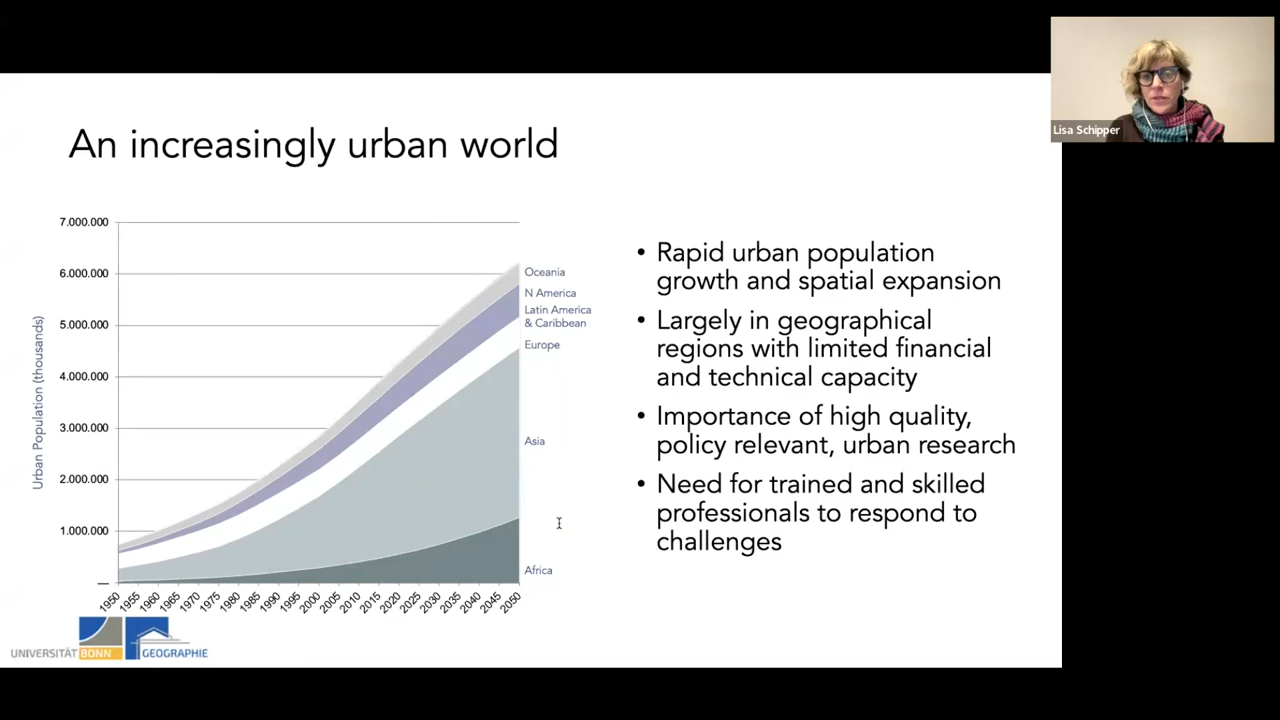 Lisa Schipper
An increasingly urban world
7.000.000
6.000.000
5.000.000
4.000.000
3.000.000
2.000.000
1.000.000
—
Urban Population (thousands)
Oceania
N America
Latin America
& Caribbean
Europe
Asia
Africa
1950 1955 1960 1965 1970 1975 1980 1985 1990 1995 2000 2005 2010 2015 2020 2025 2030 2035 2040 2045 2050
• Rapid urban population
growth and spatial expansion
• Largely in geographical
regions with limited financial
and technical capacity
• Importance of high quality,
policy relevant, urban research
• Need for trained and skilled
professionals to respond to
challenges
UNIVERSITÄT BONN GEOGRAPHIE